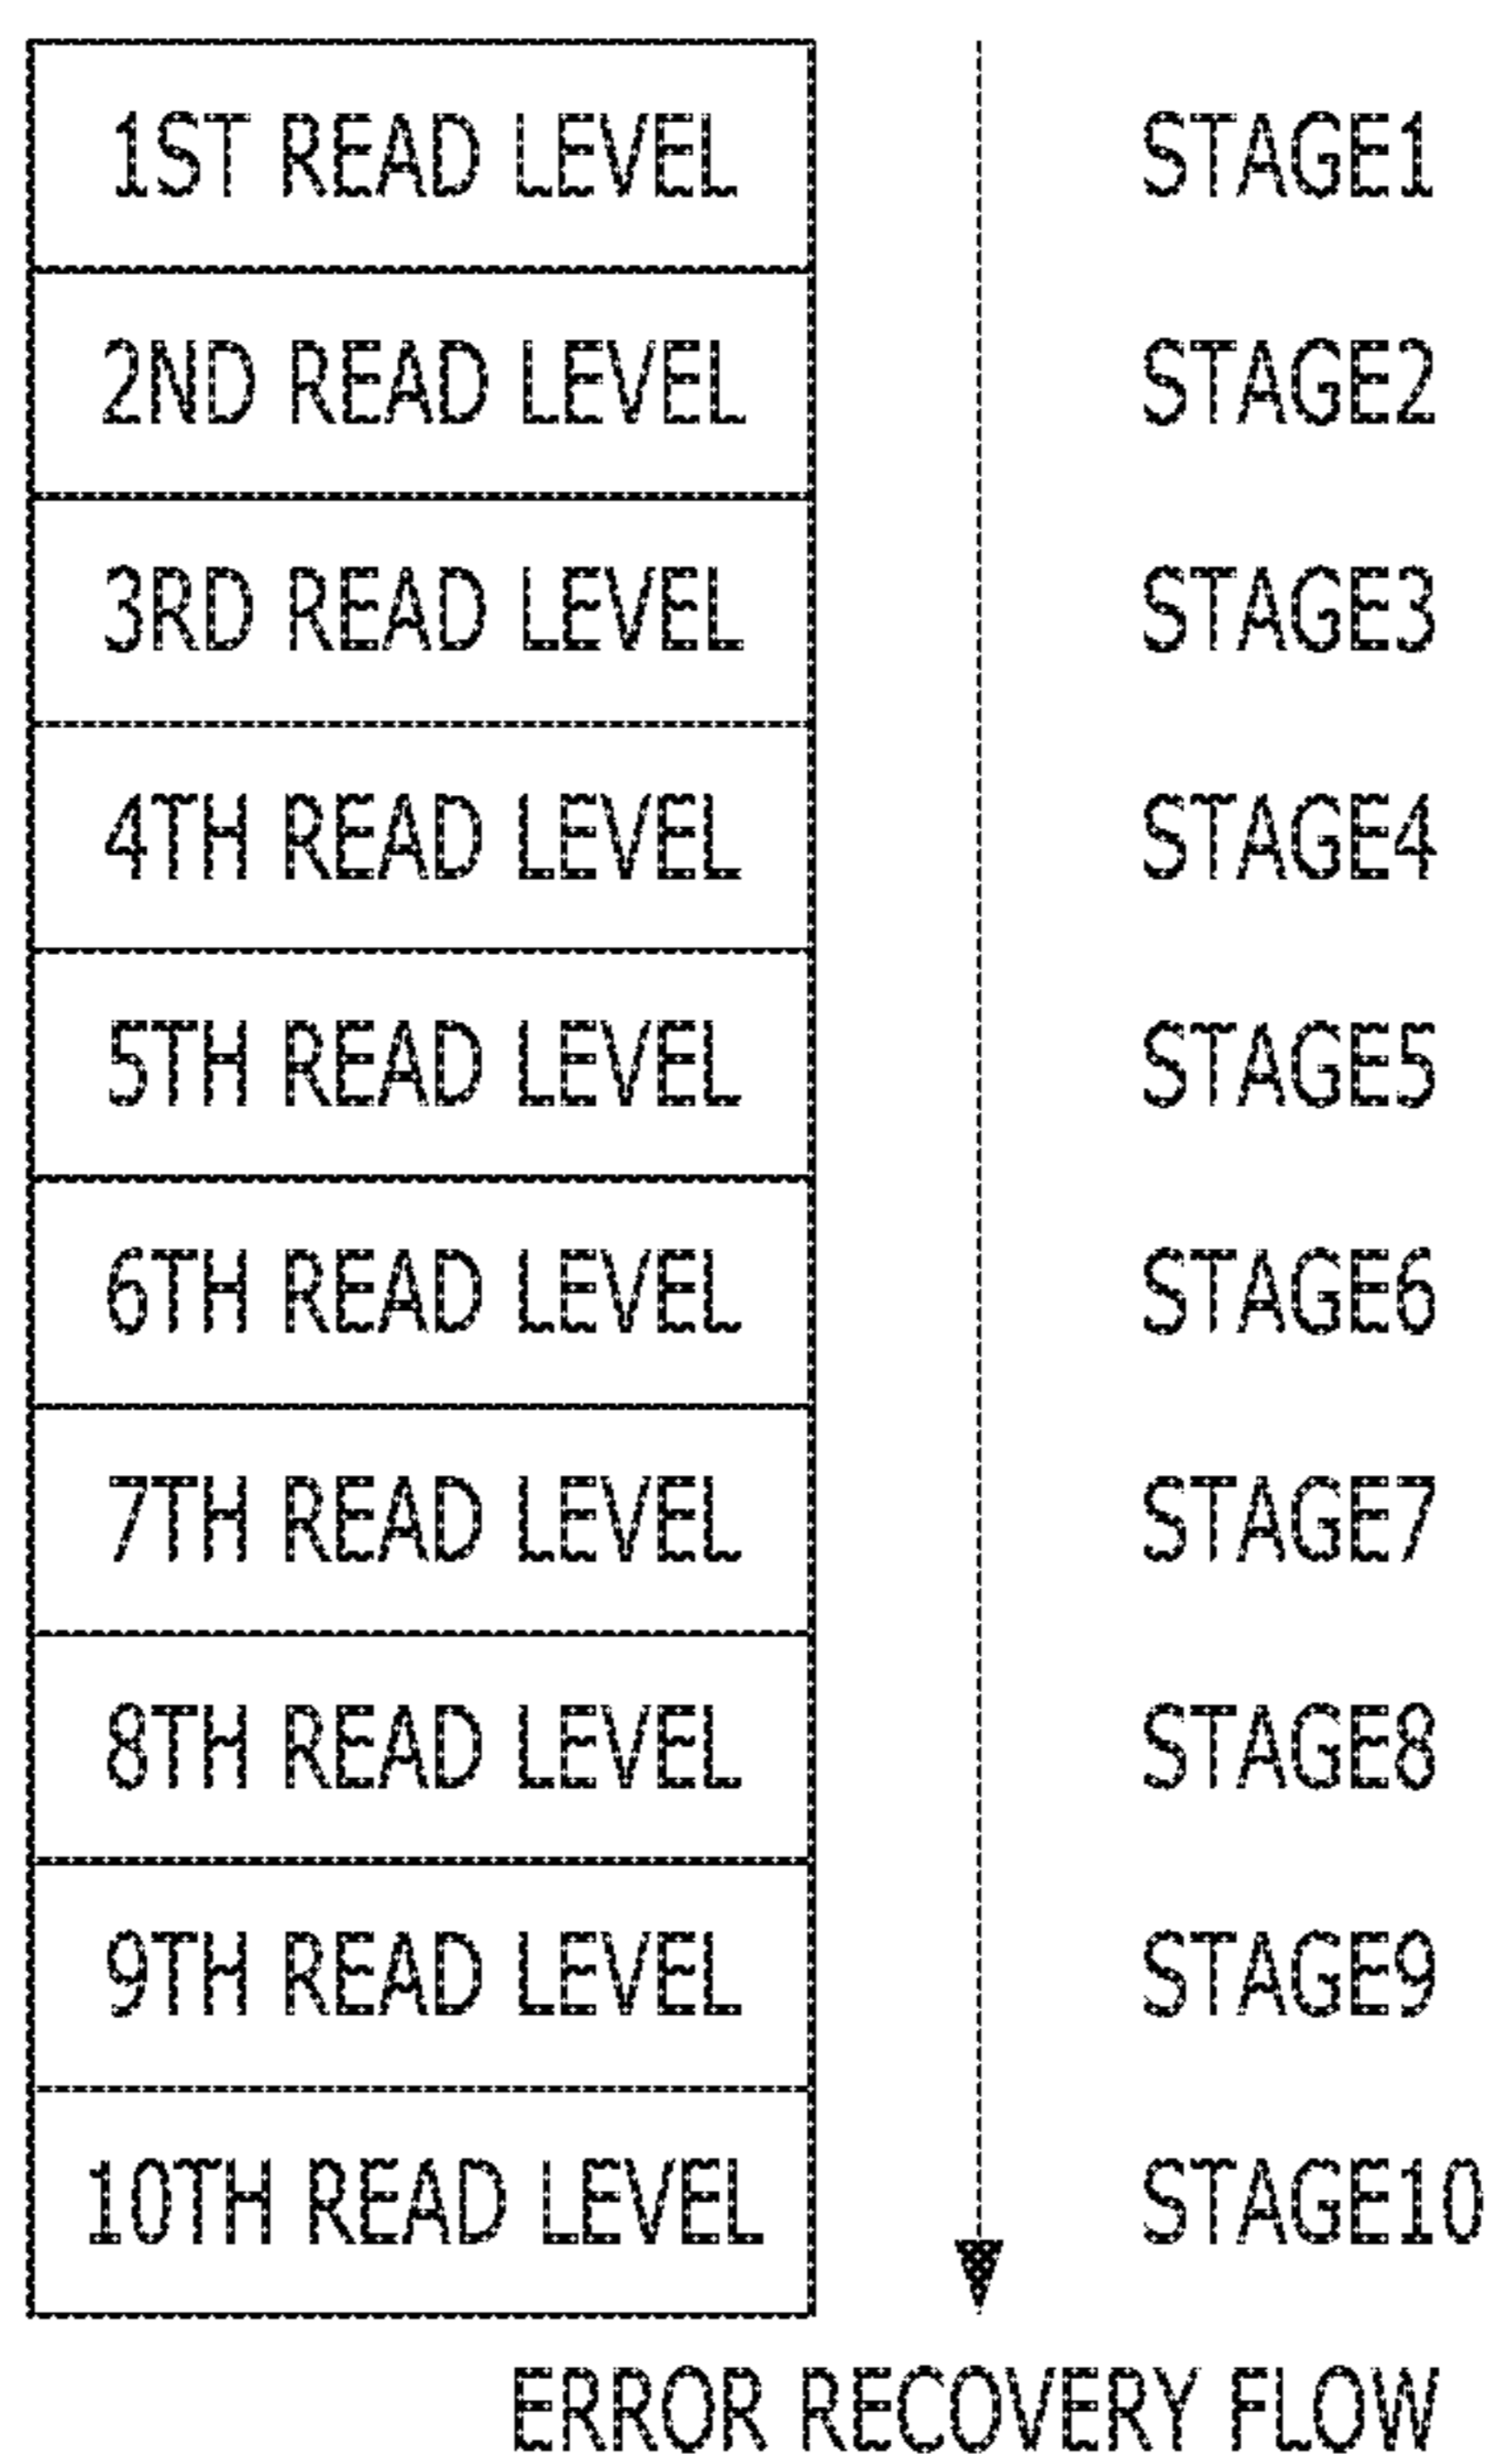 1ST READ LEVEL STAGE1
2ND READ LEVEL STAGE2
3RD READ LEVEL STAGE3
4TH READ LEVEL STAGE4
5TH READ LEVEL STAGE5
6TH READ LEVEL STAGE6
7TH READ LEVEL STAGE7
8TH READ LEVEL STAGE8
9TH READ LEVEL STAGE9
10TH READ LEVEL STAGE10
ERROR RECOVERY FLOW